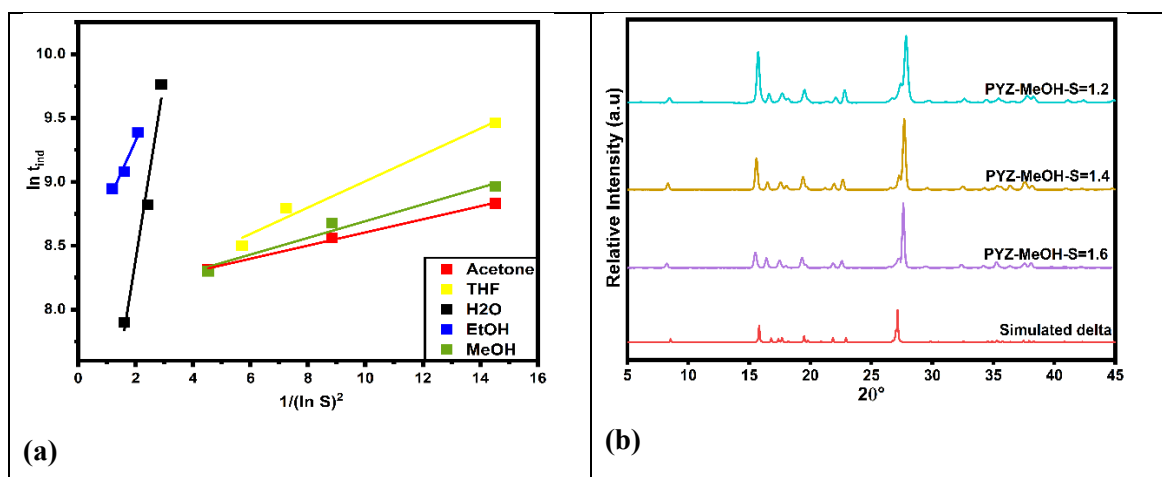 10.0
9.5
9.0
8.5
8.0
ln t_ind
0 2 4 6 8 10 12 14 16
1/(ln S)²
Acetone
THF
H2O
EtOH
MeOH
(a)
PYZ-MeOH-S=1.2
PYZ-MeOH-S=1.4
PYZ-MeOH-S=1.6
Simulated delta
Relative Intensity (a.u)
5 10 15 20 25 30 35 40 45
2θ°
(b)